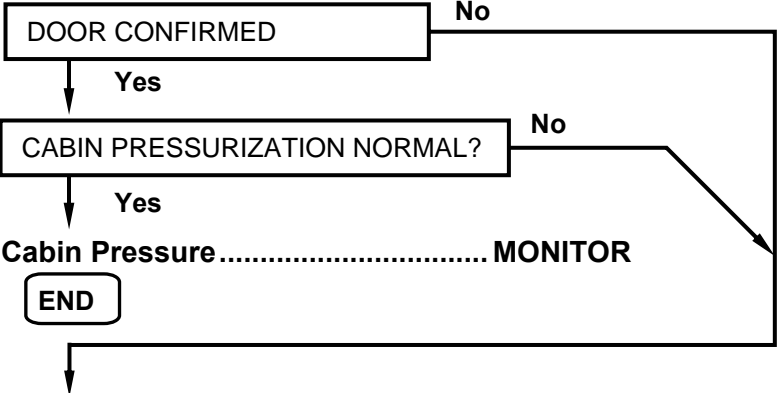 No
DOOR CONFIRMED
Yes
No
CABIN PRESSURIZATION NORMAL?
Yes
Cabin Pressure................................. MONITOR
END